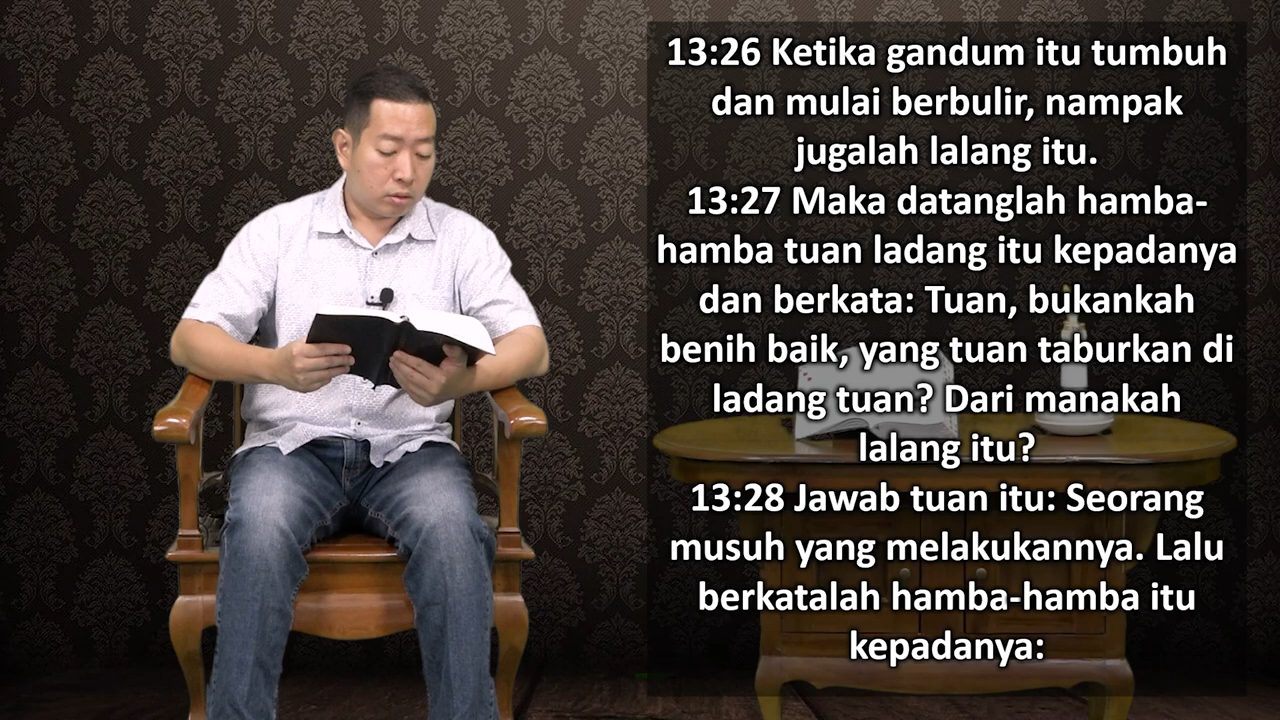 13:26 Ketika gandum itu tumbuh
dan mulai berbulir, nampak
jugalah lalang itu.
13:27 Maka datanglah hamba-
hamba tuan ladang itu kepadanya
dan berkata: Tuan, bukankah
benih baik, yang tuan taburkan di
ladang tuan? Dari manakah
lalang itu?
13:28 Jawab tuan itu: Seorang
musuh yang melakukannya. Lalu
berkatalah hamba-hamba itu
kepadanya: